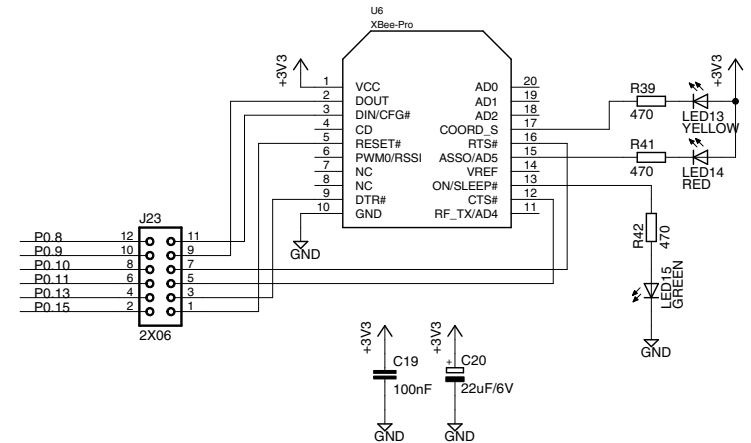 U6
XBee-Pro
+3V3
1 VCC AD0 20
2 DOUT AD1 19
3 DIN/CFG# AD2 18
4 CD COORD_S 17
5 RESET# RTS# 16
6 PWM0/RSSI ASSO/AD5 15
7 NC VREF 14
8 NC ON/SLEEP# 13
9 DTR# CTS# 12
10 GND RF_TX/AD4 11
GND
+3V3
R39
470
LED13
YELLOW
R41
470
LED14
RED
R42
470
LED15
GREEN
GND
J23
P0.8 12 11
P0.9 10 9
P0.10 8 7
P0.11 6 5
P0.13 4 3
P0.15 2 1
2X06
+3V3
C19
100nF
GND
+3V3
+
C20
22uF/6V
GND